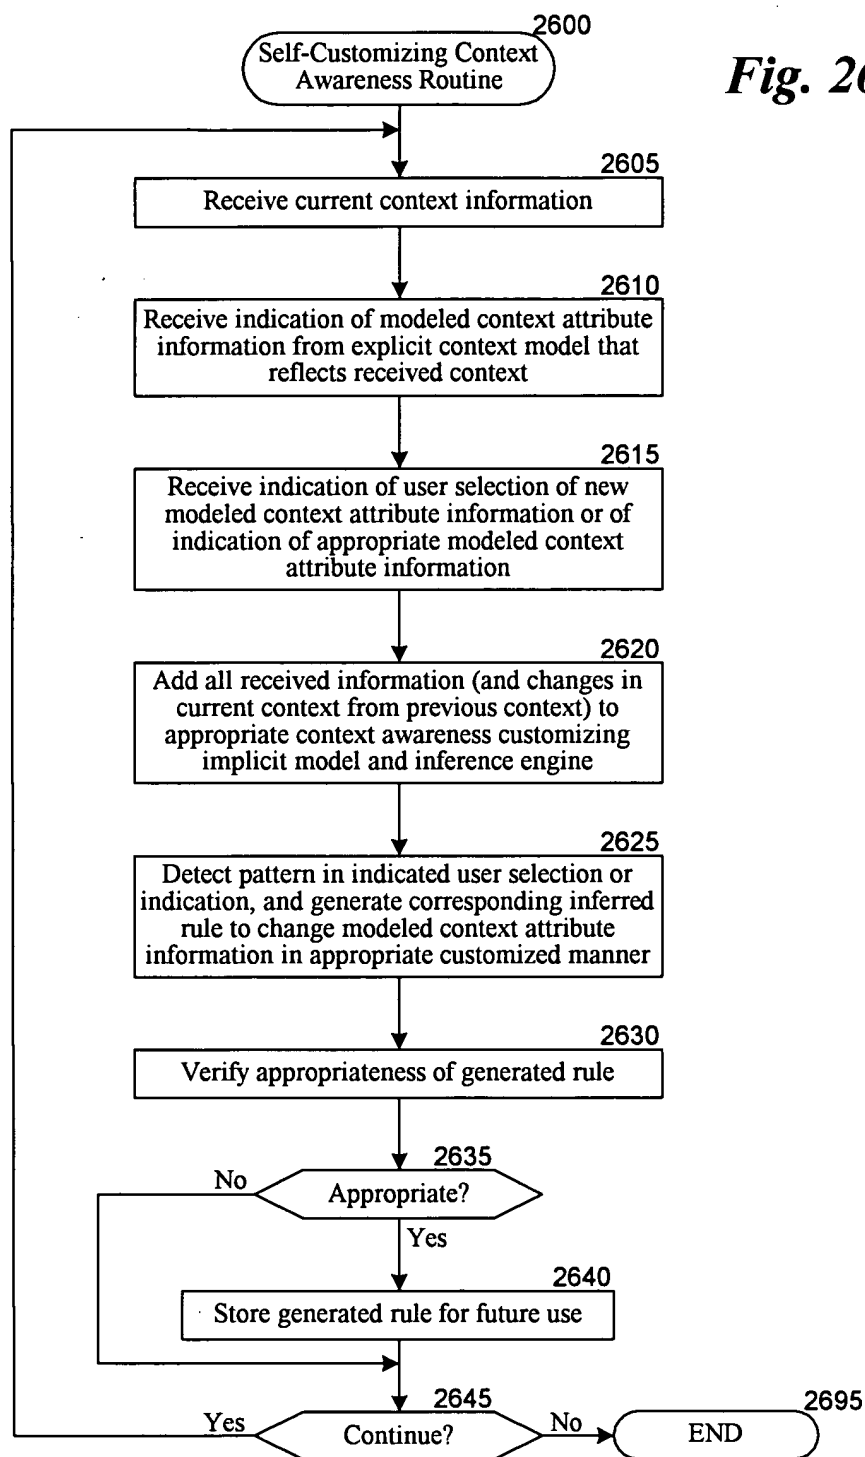 2600
Self-Customizing Context
Awareness Routine
Fig. 26
2605
Receive current context information
2610
Receive indication of modeled context attribute
information from explicit context model that
reflects received context
2615
Receive indication of user selection of new
modeled context attribute information or of
indication of appropriate modeled context
attribute information
2620
Add all received information (and changes in
current context from previous context) to
appropriate context awareness customizing
implicit model and inference engine
2625
Detect pattern in indicated user selection or
indication, and generate corresponding inferred
rule to change modeled context attribute
information in appropriate customized manner
2630
Verify appropriateness of generated rule
2635
No
Appropriate?
Yes
2640
Store generated rule for future use
2645
Yes
Continue?
No
2695
END